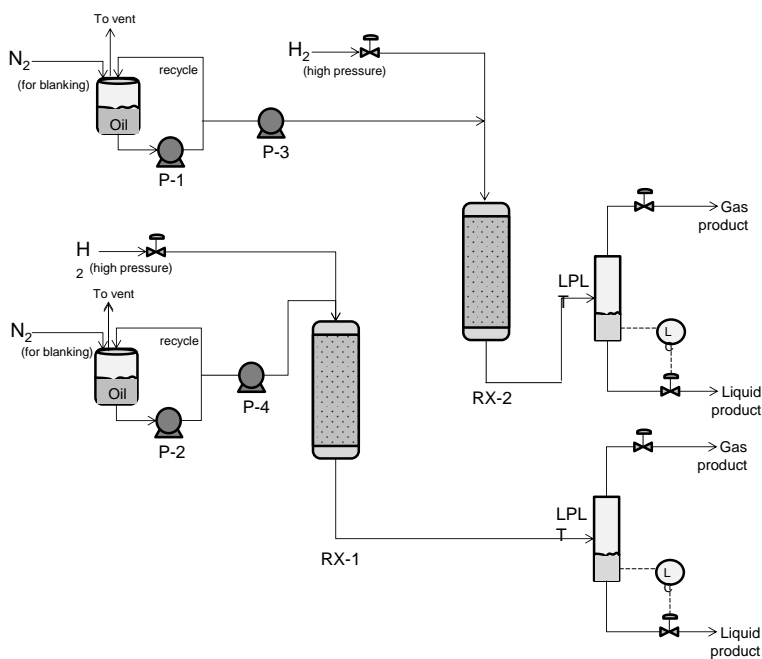 To vent
N2
(for blanking)
recycle
Oil
P-1
P-3
H2
(high pressure)
Gas
product
LPL
T
L
C
RX-2
Liquid
product
H
2 (high pressure)
To vent
N2
(for blanking)
recycle
Oil
P-2
P-4
RX-1
Gas
product
LPL
T
L
C
Liquid
product